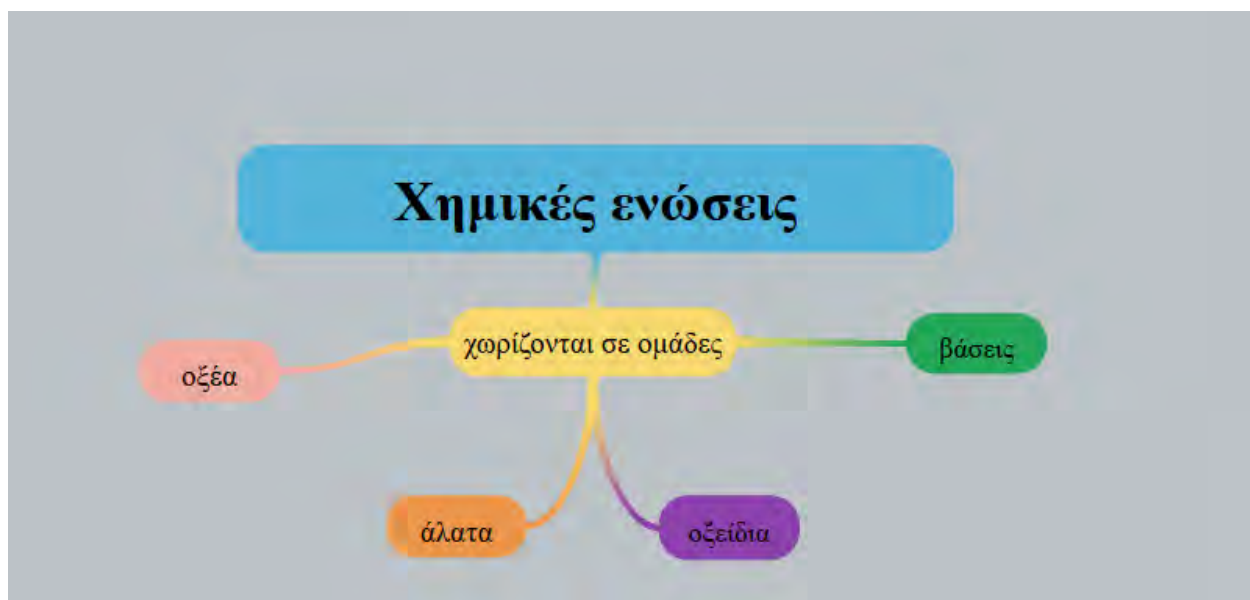 Χημικές ενώσεις
χωρίζονται σε ομάδες
βάσεις
οξέα
άλατα
οξείδια